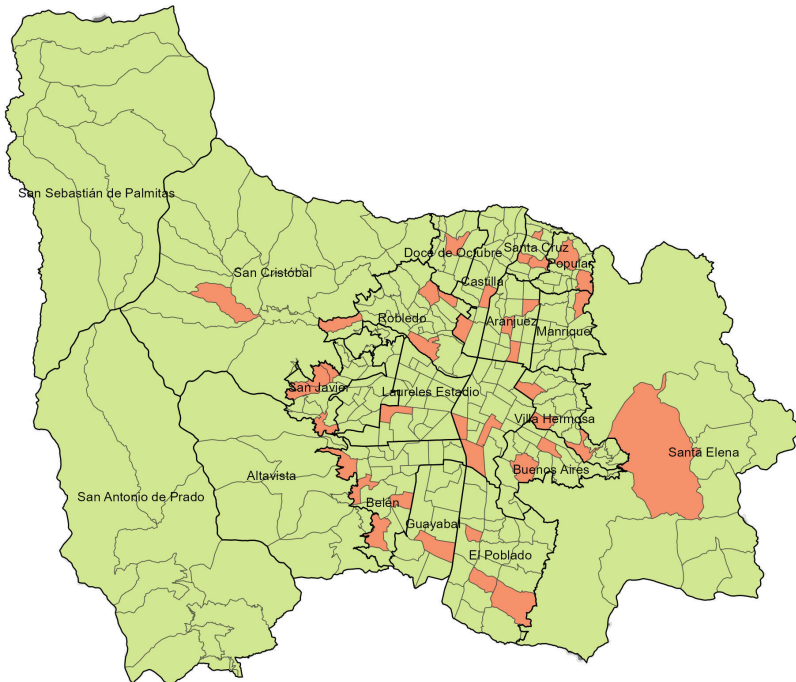 San Sebastián de Palmitas
Doce de Octubre
Santa Cruz
Popular
San Cristóbal
Castilla
Robledo
Aranjuez
Manrique
San Javier
Laureles Estadio
Villa Hermosa
Santa Elena
Buenos Aires
Altavista
San Antonio de Prado
Belén
Guayabal
El Poblado